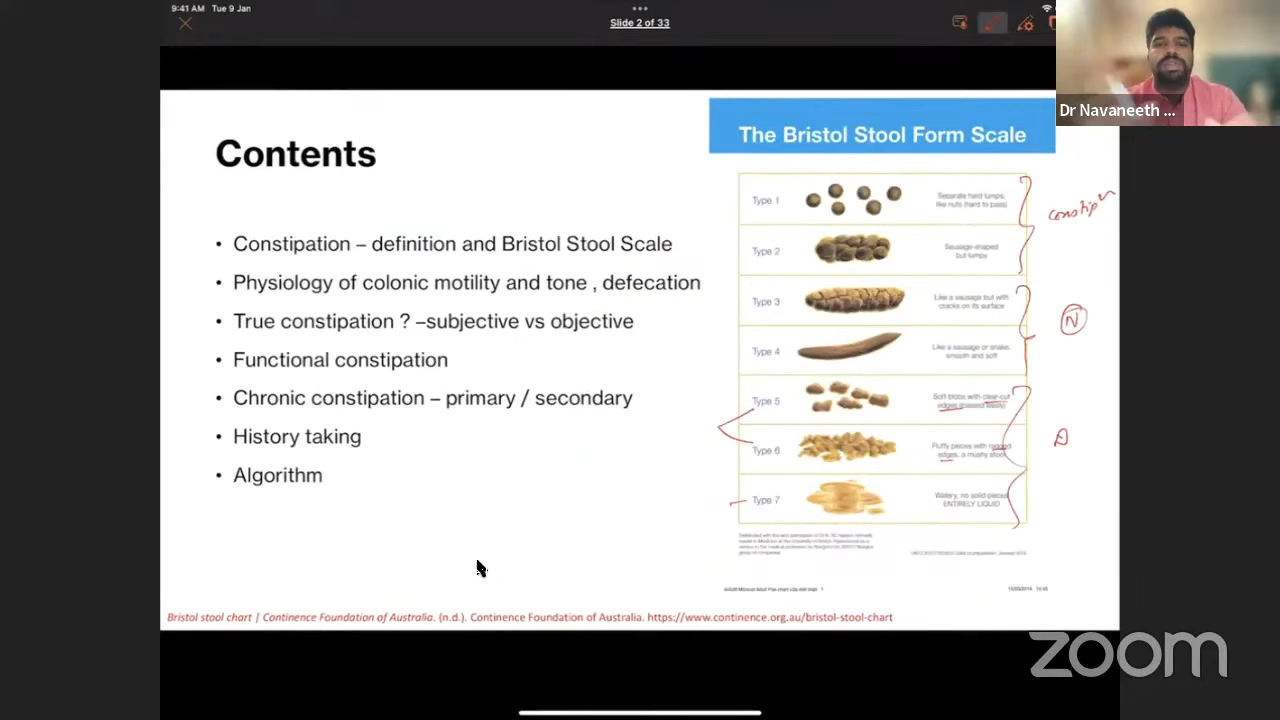 9:41 AM Tue 9 Jan
Slide 2 of 33
Dr Navaneeth ...
Contents
• Constipation – definition and Bristol Stool Scale
• Physiology of colonic motility and tone , defecation
• True constipation ? –subjective vs objective
• Functional constipation
• Chronic constipation – primary / secondary
• History taking
• Algorithm
The Bristol Stool Form Scale
Type 1
Separate hard lumps,
like nuts (hard to pass)
Type 2
Sausage-shaped
but lumpy
Type 3
Like a sausage but with
cracks on its surface
Type 4
Like a sausage or snake,
smooth and soft
Type 5
Soft blobs with clear-cut
edges (passed easily)
Type 6
Fluffy pieces with ragged
edges, a mushy stool
Type 7
Watery, no solid pieces
ENTIRELY LIQUID
constipn
N
D
Bristol stool chart | Continence Foundation of Australia. (n.d.). Continence Foundation of Australia. https://www.continence.org.au/bristol-stool-chart
zoom